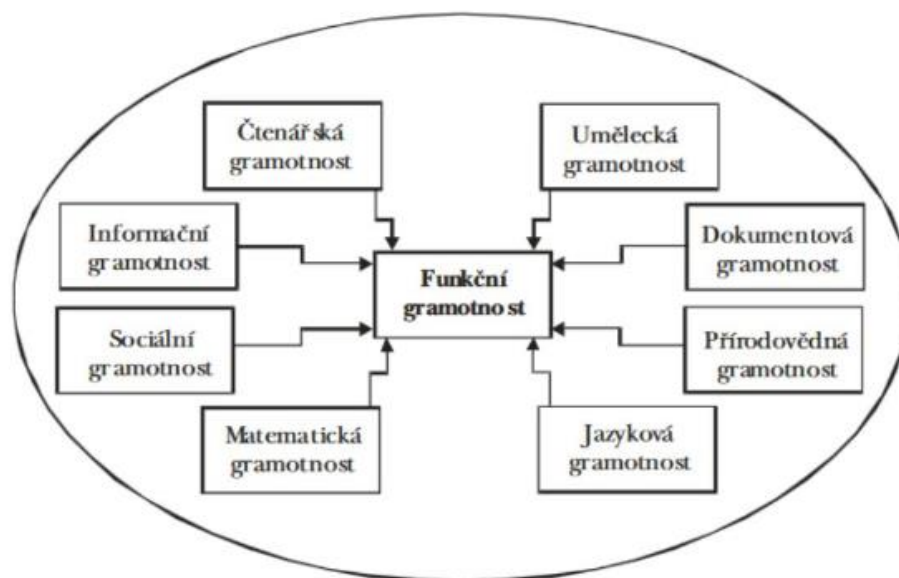 Čtenářská
gramotnost
Umělecká
gramotnost
Informační
gramotnost
Dokumentová
gramotnost
Funkční
gramotnost
Sociální
gramotnost
Přírodovědná
gramotnost
Matematická
gramotnost
Jazyková
gramotnost